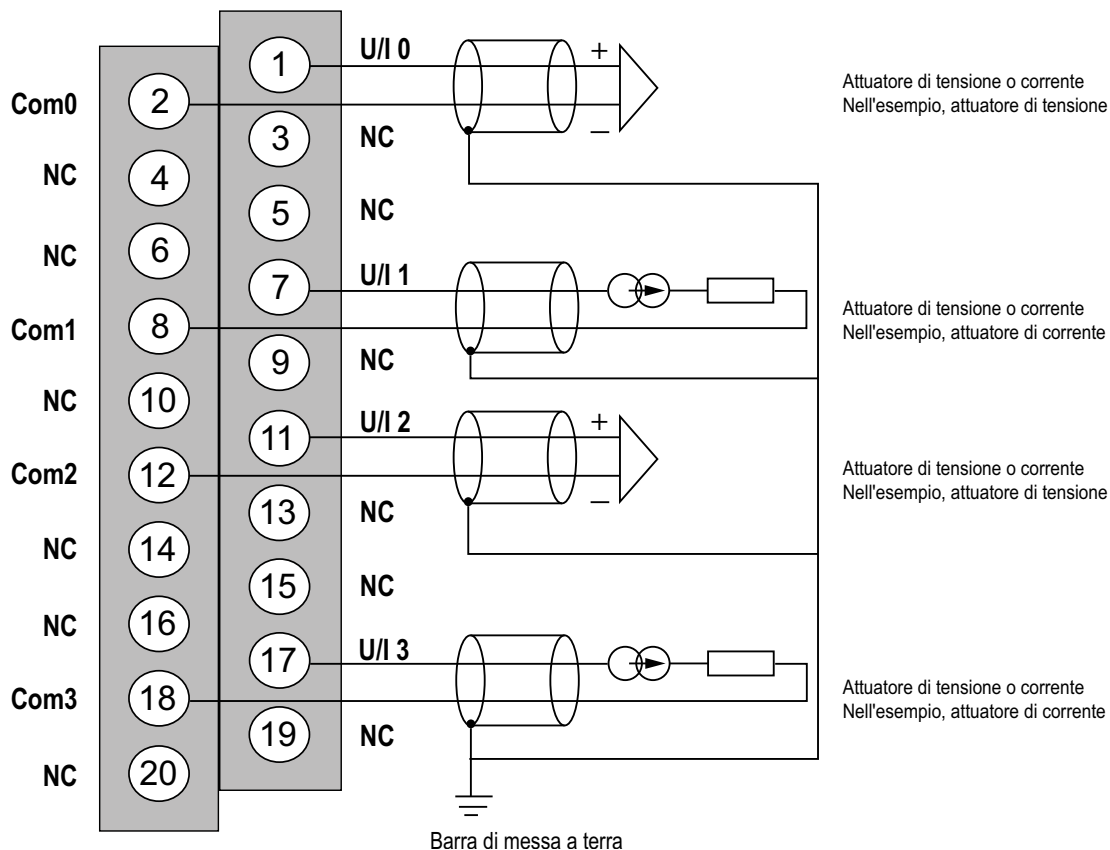 1
U/I 0
+
Attuatore di tensione o corrente
Com0
2
Nell'esempio, attuatore di tensione
3
NC
–
NC
4
5
NC
NC
6
7
U/I 1
Attuatore di tensione o corrente
Com1
8
Nell'esempio, attuatore di corrente
9
NC
NC
10
11
U/I 2
+
Attuatore di tensione o corrente
Com2
12
Nell'esempio, attuatore di tensione
13
NC
–
NC
14
15
NC
NC
16
17
U/I 3
Attuatore di tensione o corrente
Com3
18
Nell'esempio, attuatore di corrente
19
NC
NC
20
Barra di messa a terra